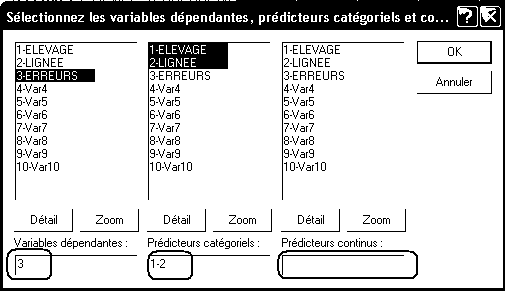 Sélectionnez les variables dépendantes, prédicteurs catégoriels et co...
1-ELEVAGE
2-LIGNEE
3-ERREURS
4-Var4
5-Var5
6-Var6
7-Var7
8-Var8
9-Var9
10-Var10
1-ELEVAGE
2-LIGNEE
3-ERREURS
4-Var4
5-Var5
6-Var6
7-Var7
8-Var8
9-Var9
10-Var10
1-ELEVAGE
2-LIGNEE
3-ERREURS
4-Var4
5-Var5
6-Var6
7-Var7
8-Var8
9-Var9
10-Var10
OK
Annuler
Détail Zoom Détail Zoom Détail Zoom
Variables dépendantes : Prédicteurs catégoriels : Prédicteurs continus :
3 1-2